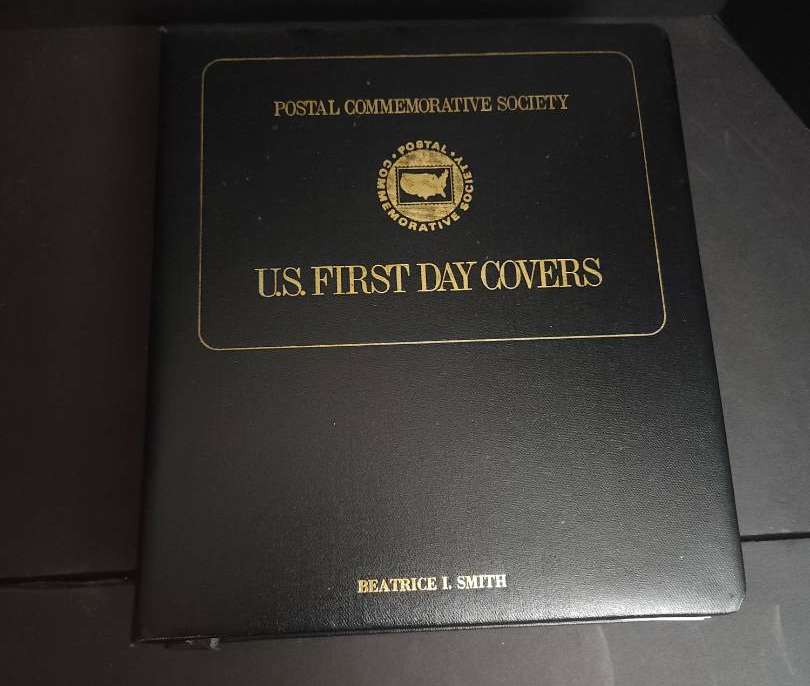 POSTAL COMMEMORATIVE SOCIETY
• POSTAL • COMMEMORATIVE SOCIETY
U.S. FIRST DAY COVERS
BEATRICE I. SMITH